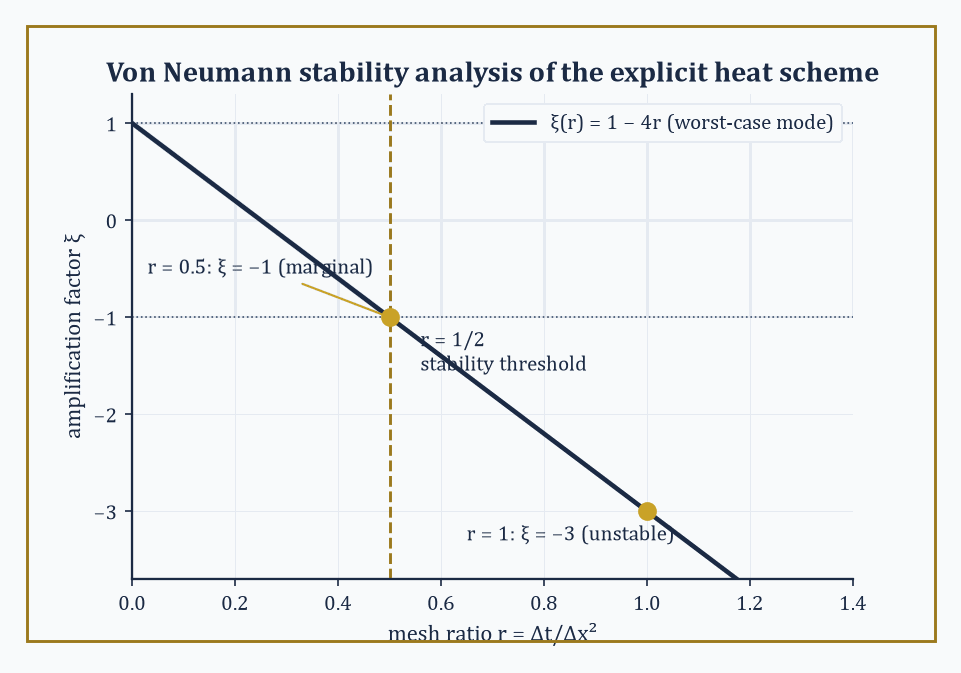 Von Neumann stability analysis of the explicit heat scheme
ξ(r) = 1 − 4r (worst-case mode)
1
0
−1
−2
−3
amplification factor ξ
r = 0.5: ξ = −1 (marginal)
r = 1/2
stability threshold
r = 1: ξ = −3 (unstable)
0.0 0.2 0.4 0.6 0.8 1.0 1.2 1.4
mesh ratio r = Δt/Δx²